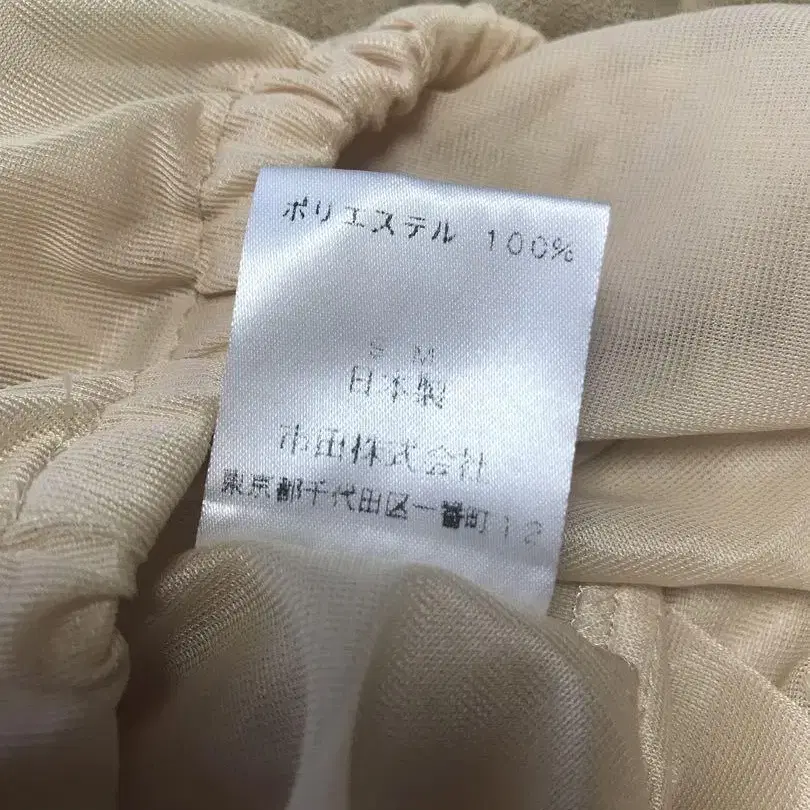 ポリエステル 100%
M
日本製
市田株式会社
東京都千代田区一番町12